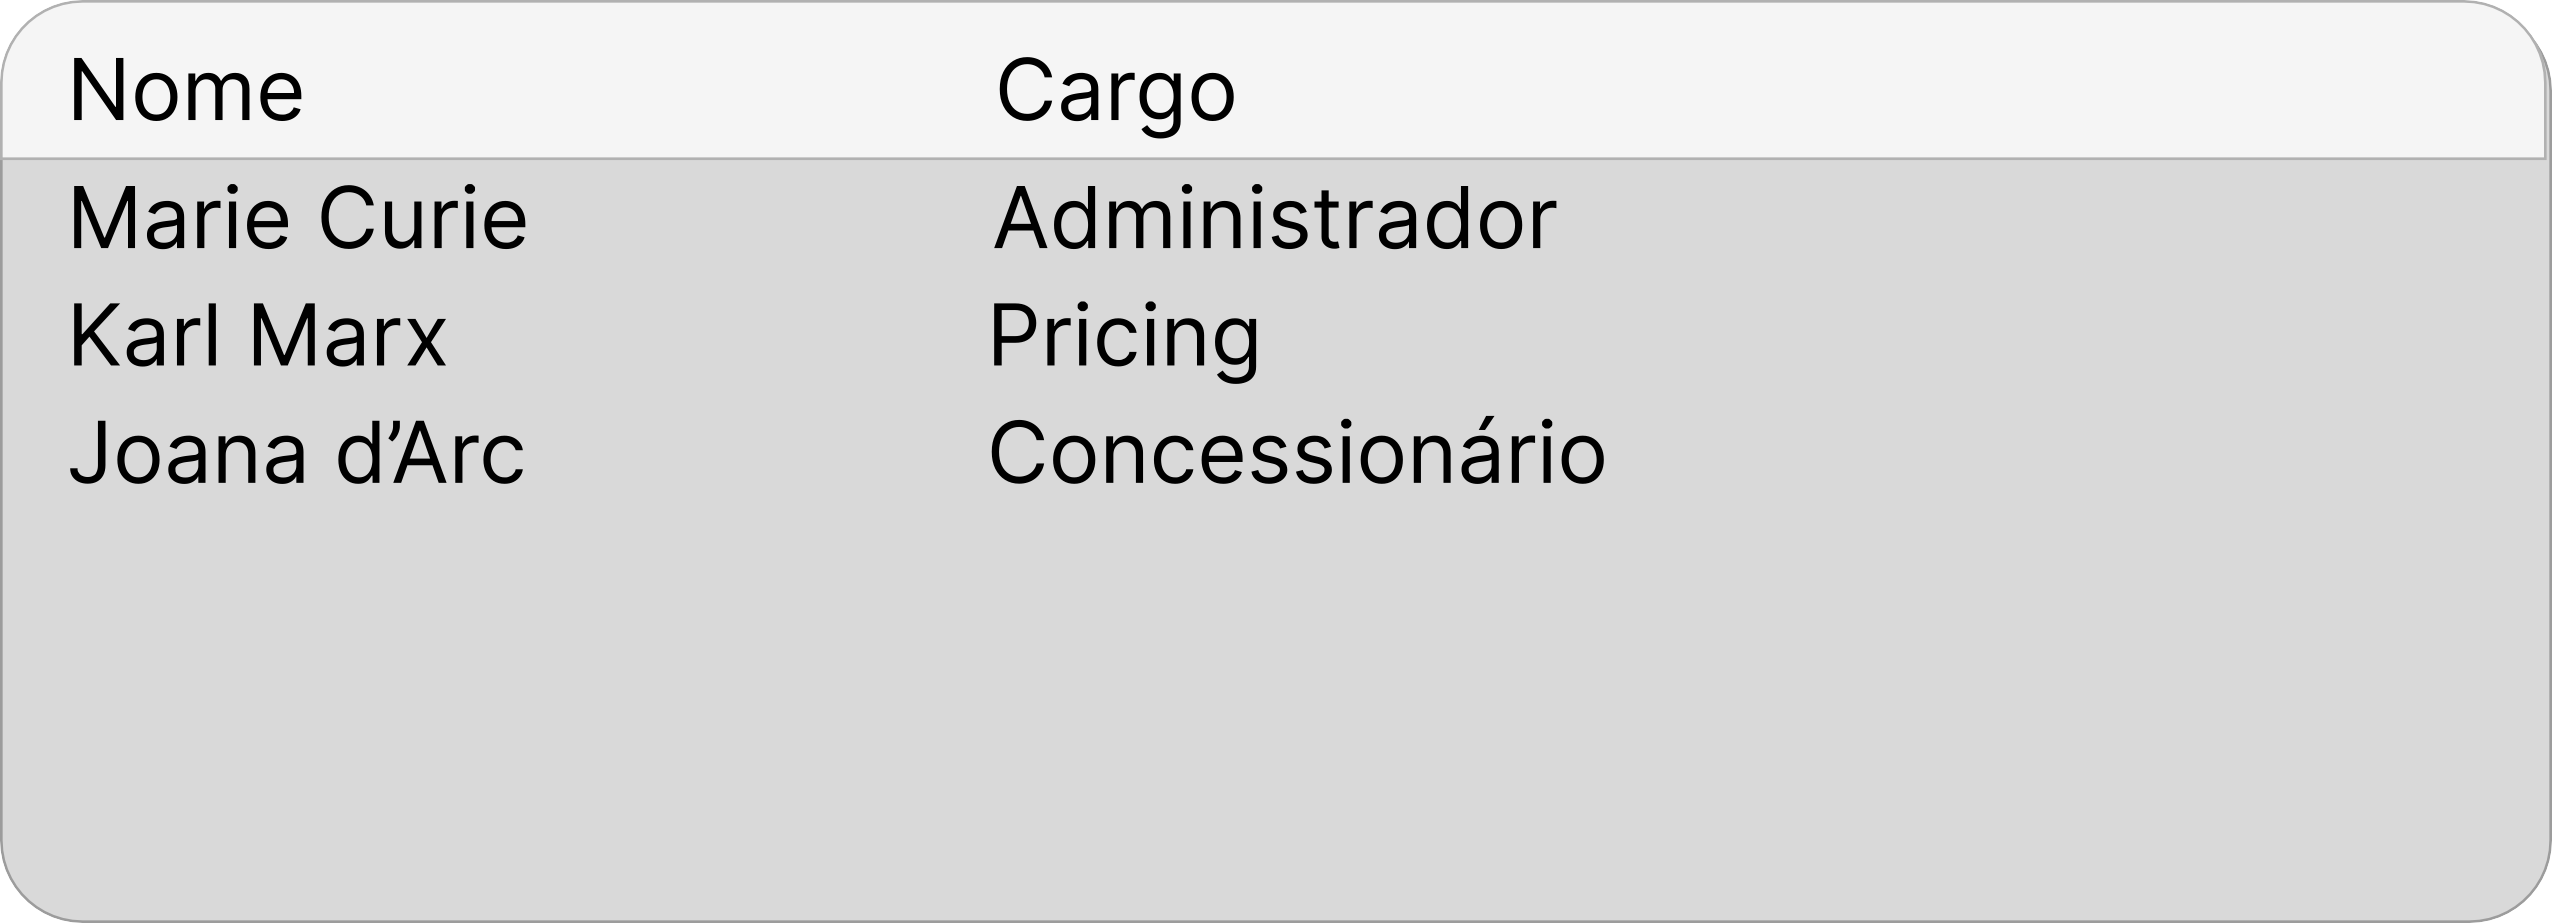 Nome Cargo
Marie Curie Administrador
Karl Marx Pricing
Joana d’Arc Concessionário